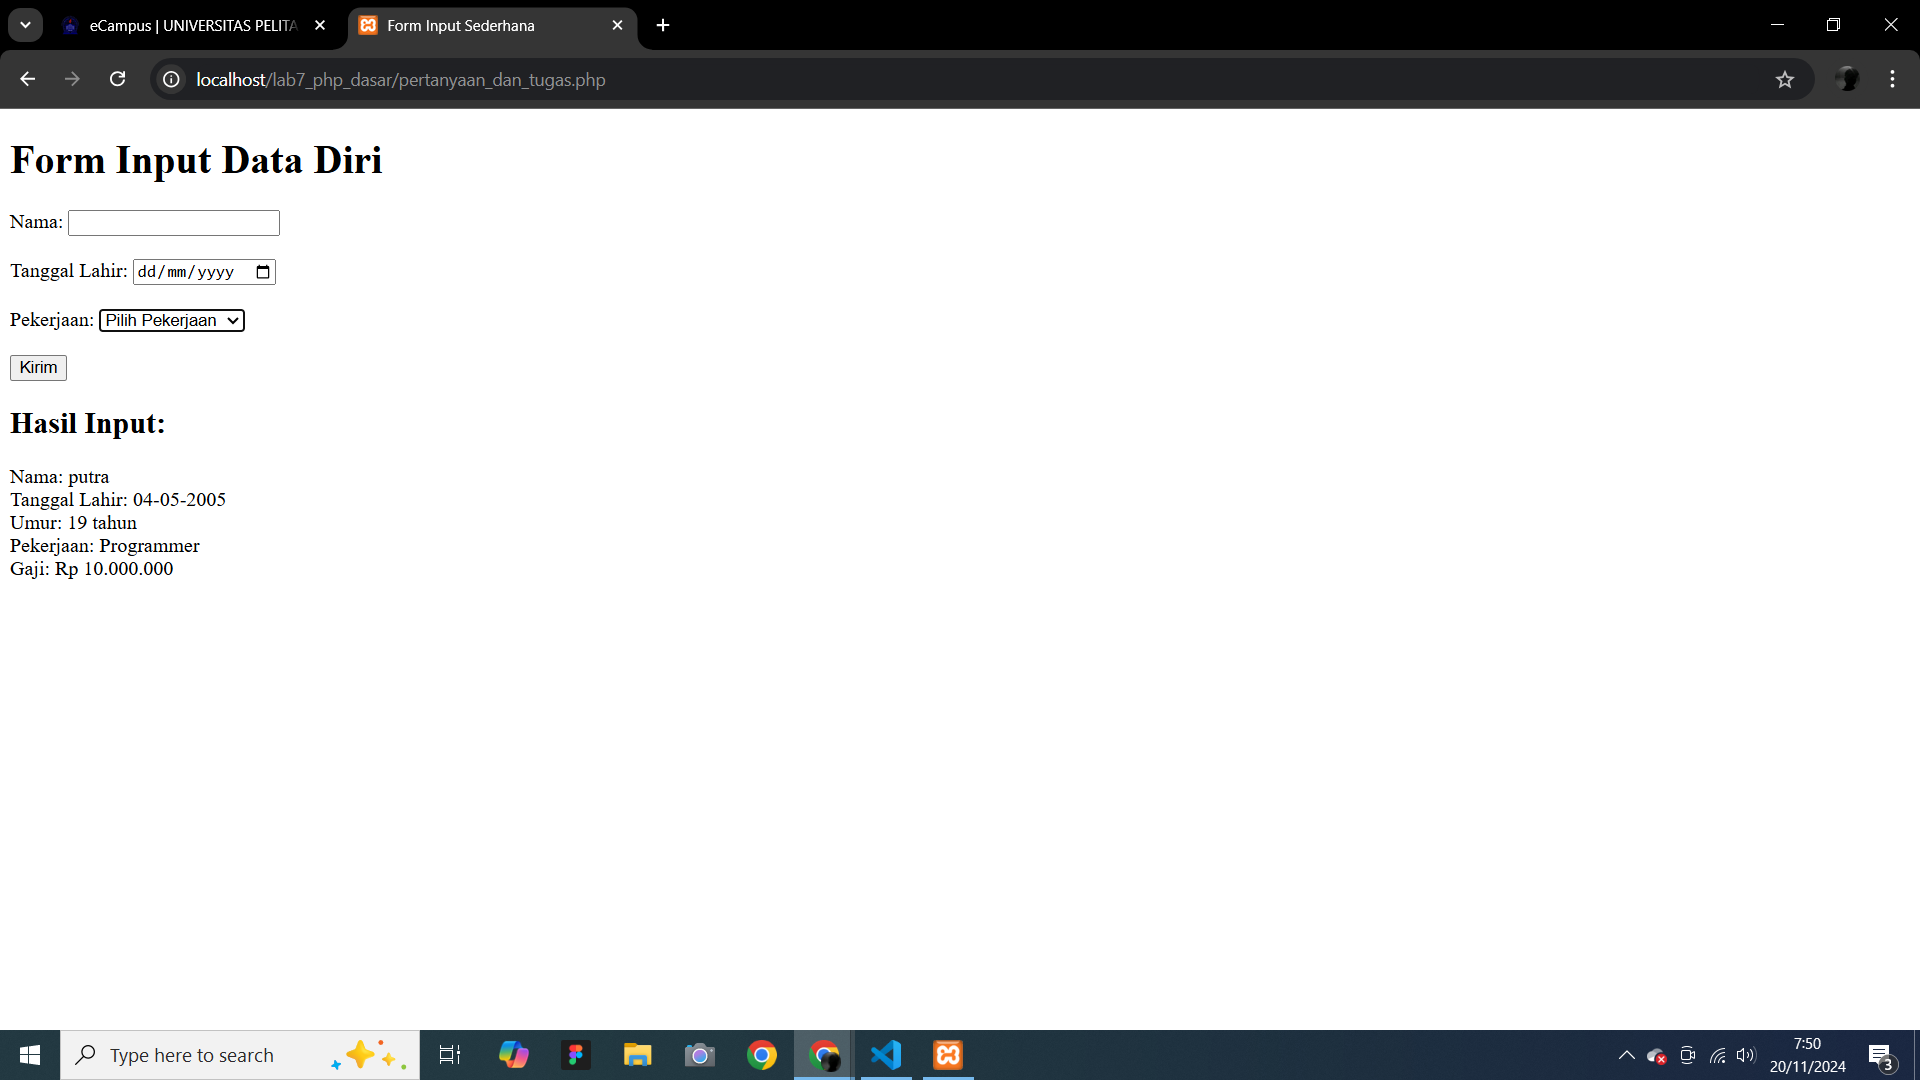 eCampus | UNIVERSITAS PELITA
Form Input Sederhana
localhost/lab7_php_dasar/pertanyaan_dan_tugas.php
Form Input Data Diri
Nama:
Tanggal Lahir: dd/mm/yyyy
Pekerjaan: Pilih Pekerjaan
Kirim
Hasil Input:
Nama: putra
Tanggal Lahir: 04-05-2005
Umur: 19 tahun
Pekerjaan: Programmer
Gaji: Rp 10.000.000
Type here to search
7:50
20/11/2024
3